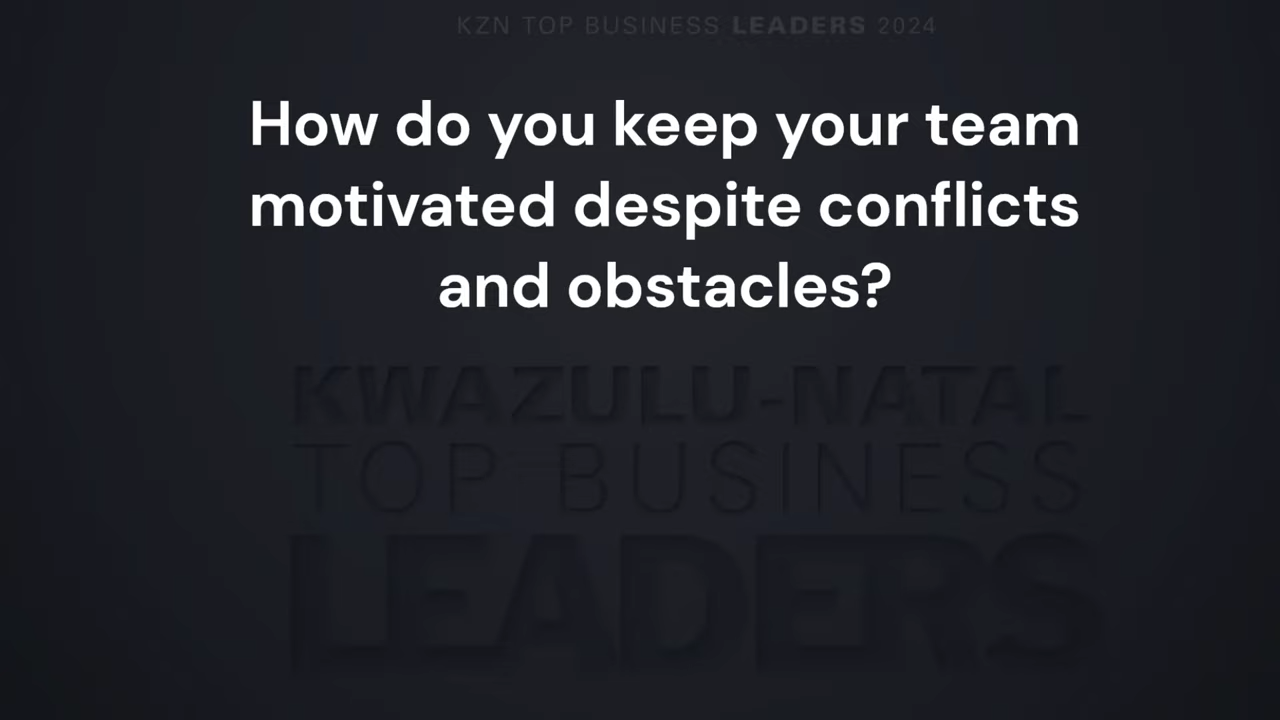 KZN TOP BUSINESS LEADERS 2024
How do you keep your team
motivated despite conflicts
and obstacles?
KWAZULU-NATAL
TOP BUSINESS
LEADERS